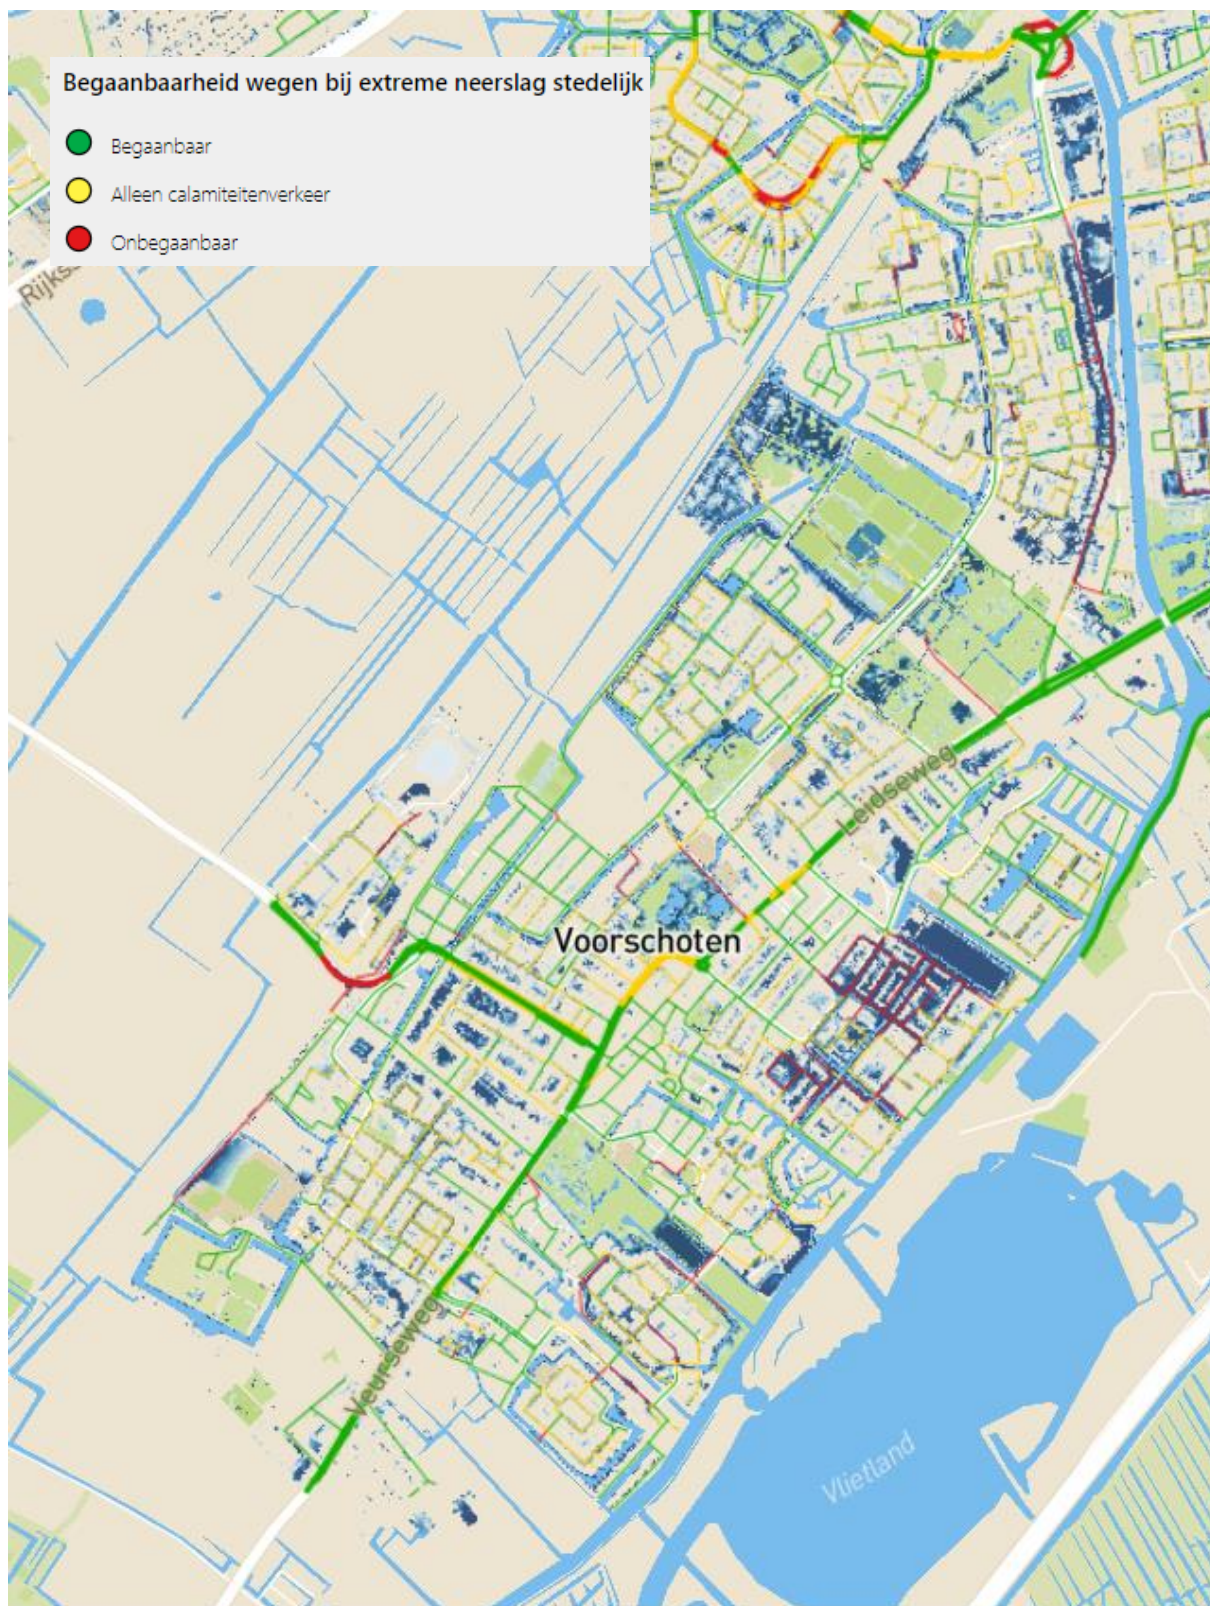 Begaanbaarheid wegen bij extreme neerslag stedelijk
Begaanbaar
Alleen calamiteitenverkeer
Onbegaanbaar
Leidseweg
Voorschoten
Veurseweg
Vlietland